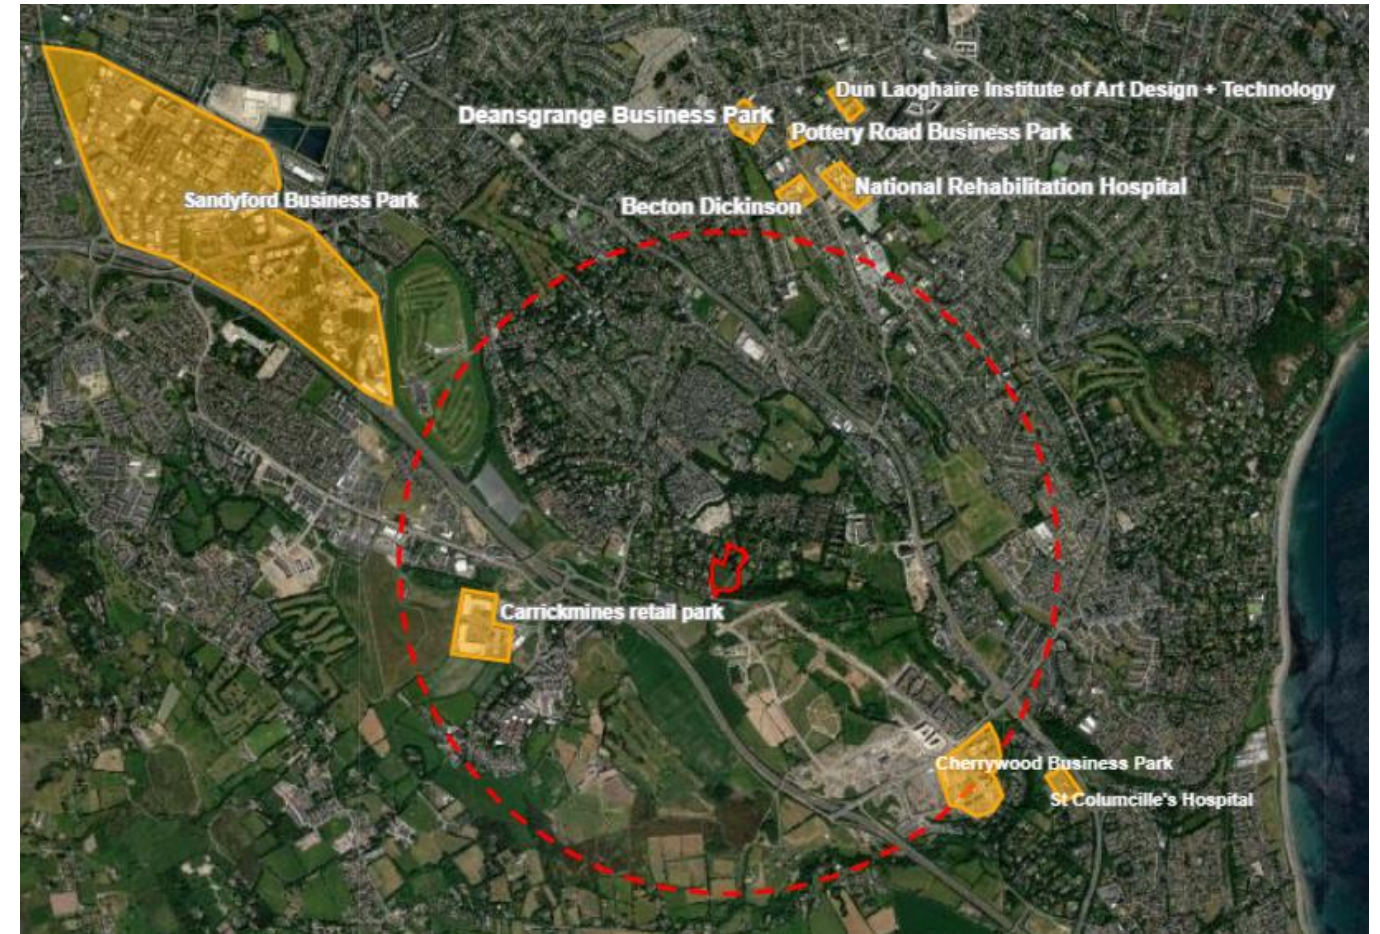 Dun Laoghaire Institute of Art Design + Technology
Deansgrange Business Park
Pottery Road Business Park
National Rehabilitation Hospital
Sandyford Business Park
Becton Dickinson
Carrickmines retail park
Cherrywood Business Park
St Columcille's Hospital